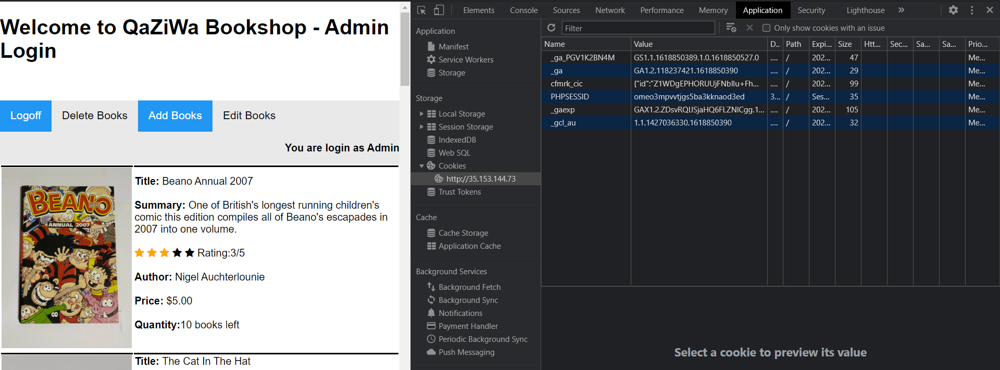 Welcome to QaZiWa Bookshop - Admin
Login
Logoff Delete Books Add Books Edit Books
You are login as Admin
THE
BEANO
ANNUAL 2007
Title: Beano Annual 2007
Summary: One of British's longest running children's
comic this edition compiles all of Beano's escapades in
2007 into one volume.
Rating:3/5
Author: Nigel Auchterlounie
Price: $5.00
Quantity:10 books left
Title: The Cat In The Hat
Elements Console Sources Network Performance Memory Application Security Lighthouse »
Application
Manifest
Service Workers
Storage
Storage
Local Storage
Session Storage
IndexedDB
Web SQL
Cookies
http://35.153.144.73
Trust Tokens
Cache
Cache Storage
Application Cache
Background Services
Background Fetch
Background Sync
Notifications
Payment Handler
Periodic Background Sync
Push Messaging
Filter Only show cookies with an issue
Name Value D.. Path Expi... Size Htt... Sec... Sa... Sa... Prio...
_ga_PGV1K2BN4M GS1.1.1618850389.1.0.1618850527.0 .... / 202... 47 Me...
_ga GA1.2.118237421.1618850390 .... / 202... 29 Me...
cfmrk_cic {"id":"Z1WDgEPHORUUjFNbllu+Fh... .... / 202... 99 Me...
PHPSESSID omeo3mpvvtjgs5ba3kknaod3ed 3... / Ses... 35 Me...
_gaexp GAX1.2.ZDsvRQIJSjaHQ6FLZNICgg.1... .... / 202... 105 Me...
_gcl_au 1.1.1427036330.1618850390 .... / 202... 32 Me...
Select a cookie to preview its value